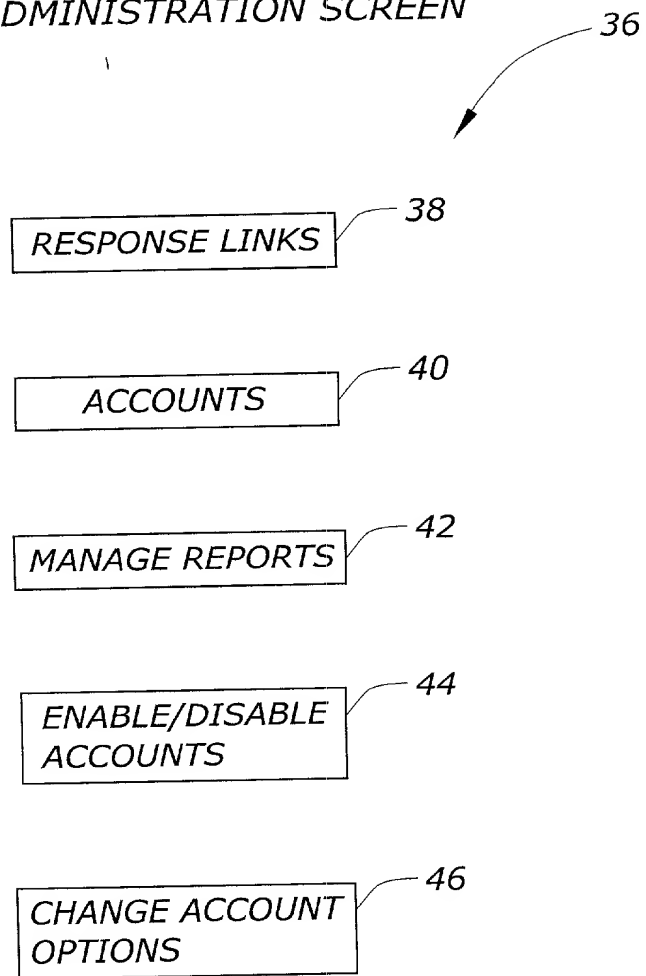 DMINISTRATION SCREEN
36
RESPONSE LINKS
38
ACCOUNTS
40
MANAGE REPORTS
42
ENABLE/DISABLE
ACCOUNTS
44
CHANGE ACCOUNT
OPTIONS
46